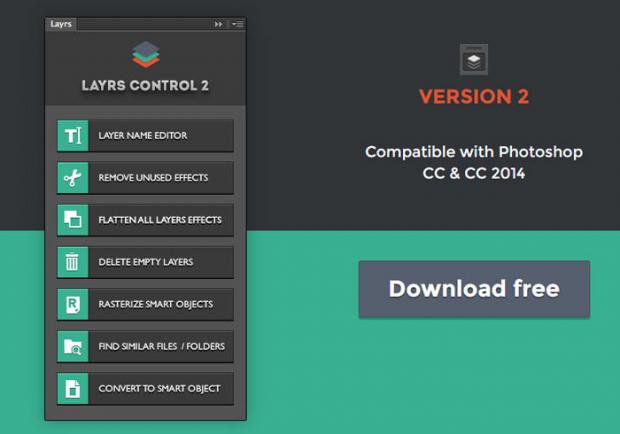 Layrs
LAYRS CONTROL 2
LAYER NAME EDITOR
REMOVE UNUSED EFFECTS
FLATTEN ALL LAYERS EFFECTS
DELETE EMPTY LAYERS
RASTERIZE SMART OBJECTS
FIND SIMILAR FILES / FOLDERS
CONVERT TO SMART OBJECT
VERSION 2
Compatible with Photoshop
CC & CC 2014
Download free